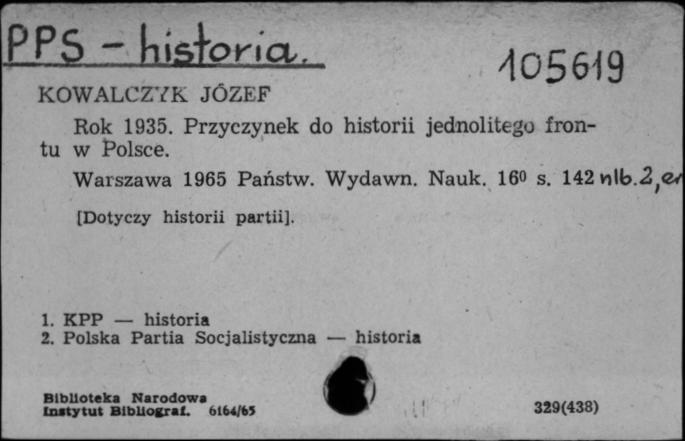 PPS - historia.
105619
KOWALCZYK JÓZEF
Rok 1935. Przyczynek do historii jednolitego fron-
tu w Polsce.
Warszawa 1965 Państw. Wydawn. Nauk. 16⁰ s. 142 nlb. 2,
[Dotyczy historii partii].
1. KPP — historia
2. Polska Partia Socjalistyczna — historia
Biblioteka Narodowa
Instytut Bibliograf. 6164/65
329(438)